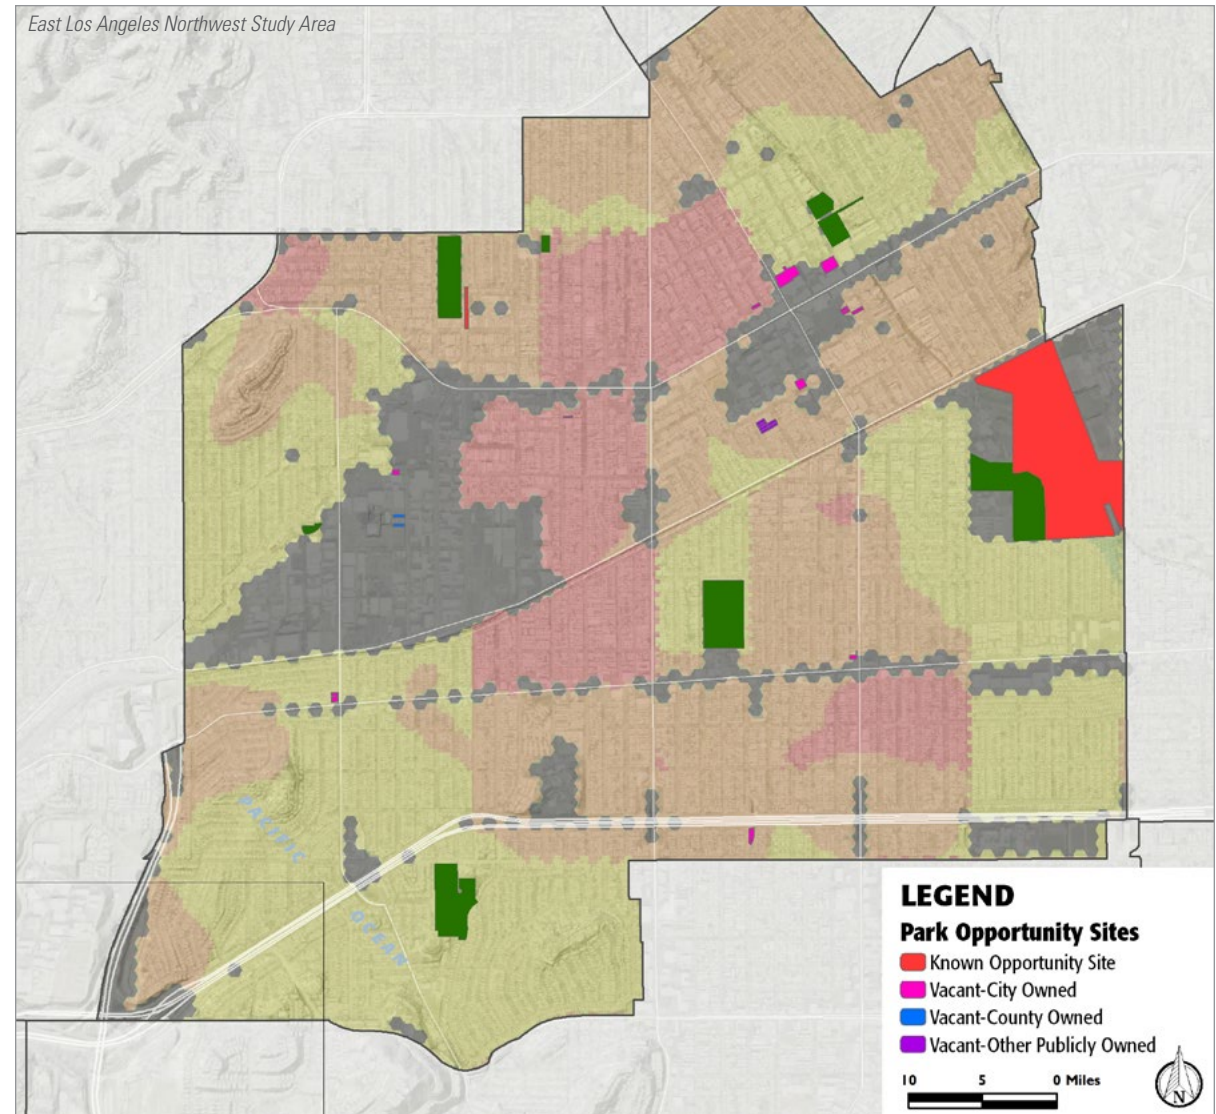 East Los Angeles Northwest Study Area
PACIFIC
OCEAN
LEGEND
Park Opportunity Sites
Known Opportunity Site
Vacant-City Owned
Vacant-County Owned
Vacant-Other Publicly Owned
10 5 0 Miles
N